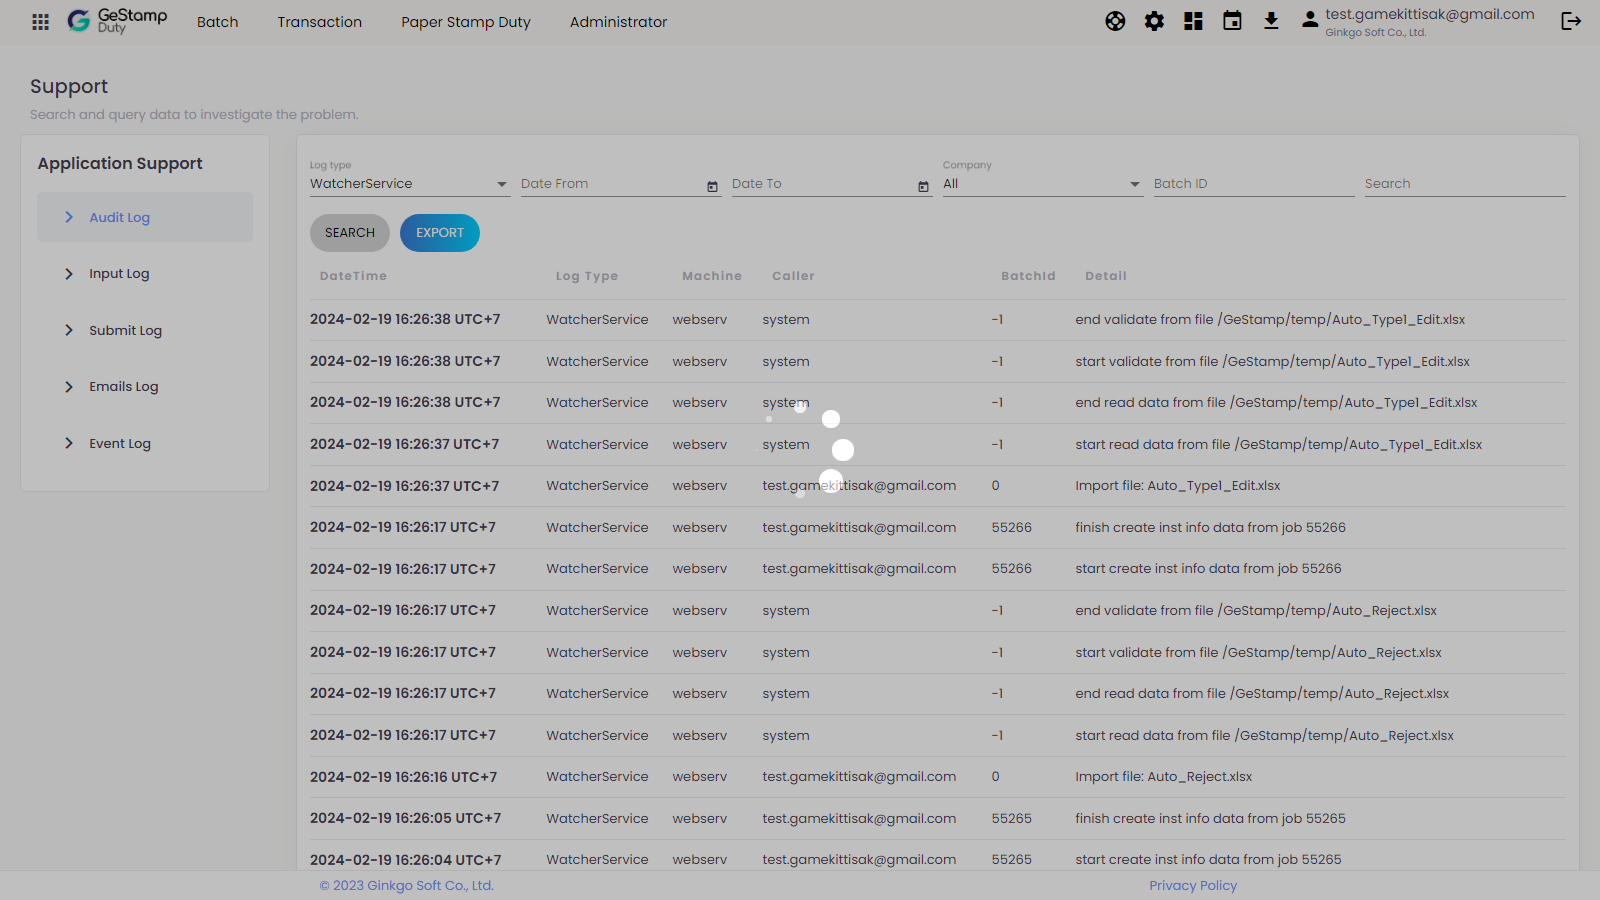 GeStamp
Duty
Batch
Transaction
Paper Stamp Duty
Administrator
test.gamekittisak@gmail.com
Ginkgo Soft Co., Ltd.
Support
Search and query data to investigate the problem.
Application Support
Audit Log
Input Log
Submit Log
Emails Log
Event Log
Log type
WatcherService
Date From
Date To
Company
All
Batch ID
Search
SEARCH
EXPORT
DateTime Log Type Machine Caller BatchId Detail
2024-02-19 16:26:38 UTC+7 WatcherService webserv system -1 end validate from file /GeStamp/temp/Auto_Type1_Edit.xlsx
2024-02-19 16:26:38 UTC+7 WatcherService webserv system -1 start validate from file /GeStamp/temp/Auto_Type1_Edit.xlsx
2024-02-19 16:26:38 UTC+7 WatcherService webserv system -1 end read data from file /GeStamp/temp/Auto_Type1_Edit.xlsx
2024-02-19 16:26:37 UTC+7 WatcherService webserv system -1 start read data from file /GeStamp/temp/Auto_Type1_Edit.xlsx
2024-02-19 16:26:37 UTC+7 WatcherService webserv test.gamekittisak@gmail.com 0 Import file: Auto_Type1_Edit.xlsx
2024-02-19 16:26:17 UTC+7 WatcherService webserv test.gamekittisak@gmail.com 55266 finish create inst info data from job 55266
2024-02-19 16:26:17 UTC+7 WatcherService webserv test.gamekittisak@gmail.com 55266 start create inst info data from job 55266
2024-02-19 16:26:17 UTC+7 WatcherService webserv system -1 end validate from file /GeStamp/temp/Auto_Reject.xlsx
2024-02-19 16:26:17 UTC+7 WatcherService webserv system -1 start validate from file /GeStamp/temp/Auto_Reject.xlsx
2024-02-19 16:26:17 UTC+7 WatcherService webserv system -1 end read data from file /GeStamp/temp/Auto_Reject.xlsx
2024-02-19 16:26:17 UTC+7 WatcherService webserv system -1 start read data from file /GeStamp/temp/Auto_Reject.xlsx
2024-02-19 16:26:16 UTC+7 WatcherService webserv test.gamekittisak@gmail.com 0 Import file: Auto_Reject.xlsx
2024-02-19 16:26:05 UTC+7 WatcherService webserv test.gamekittisak@gmail.com 55265 finish create inst info data from job 55265
2024-02-19 16:26:04 UTC+7 WatcherService webserv test.gamekittisak@gmail.com 55265 start create inst info data from job 55265
© 2023 Ginkgo Soft Co., Ltd.
Privacy Policy